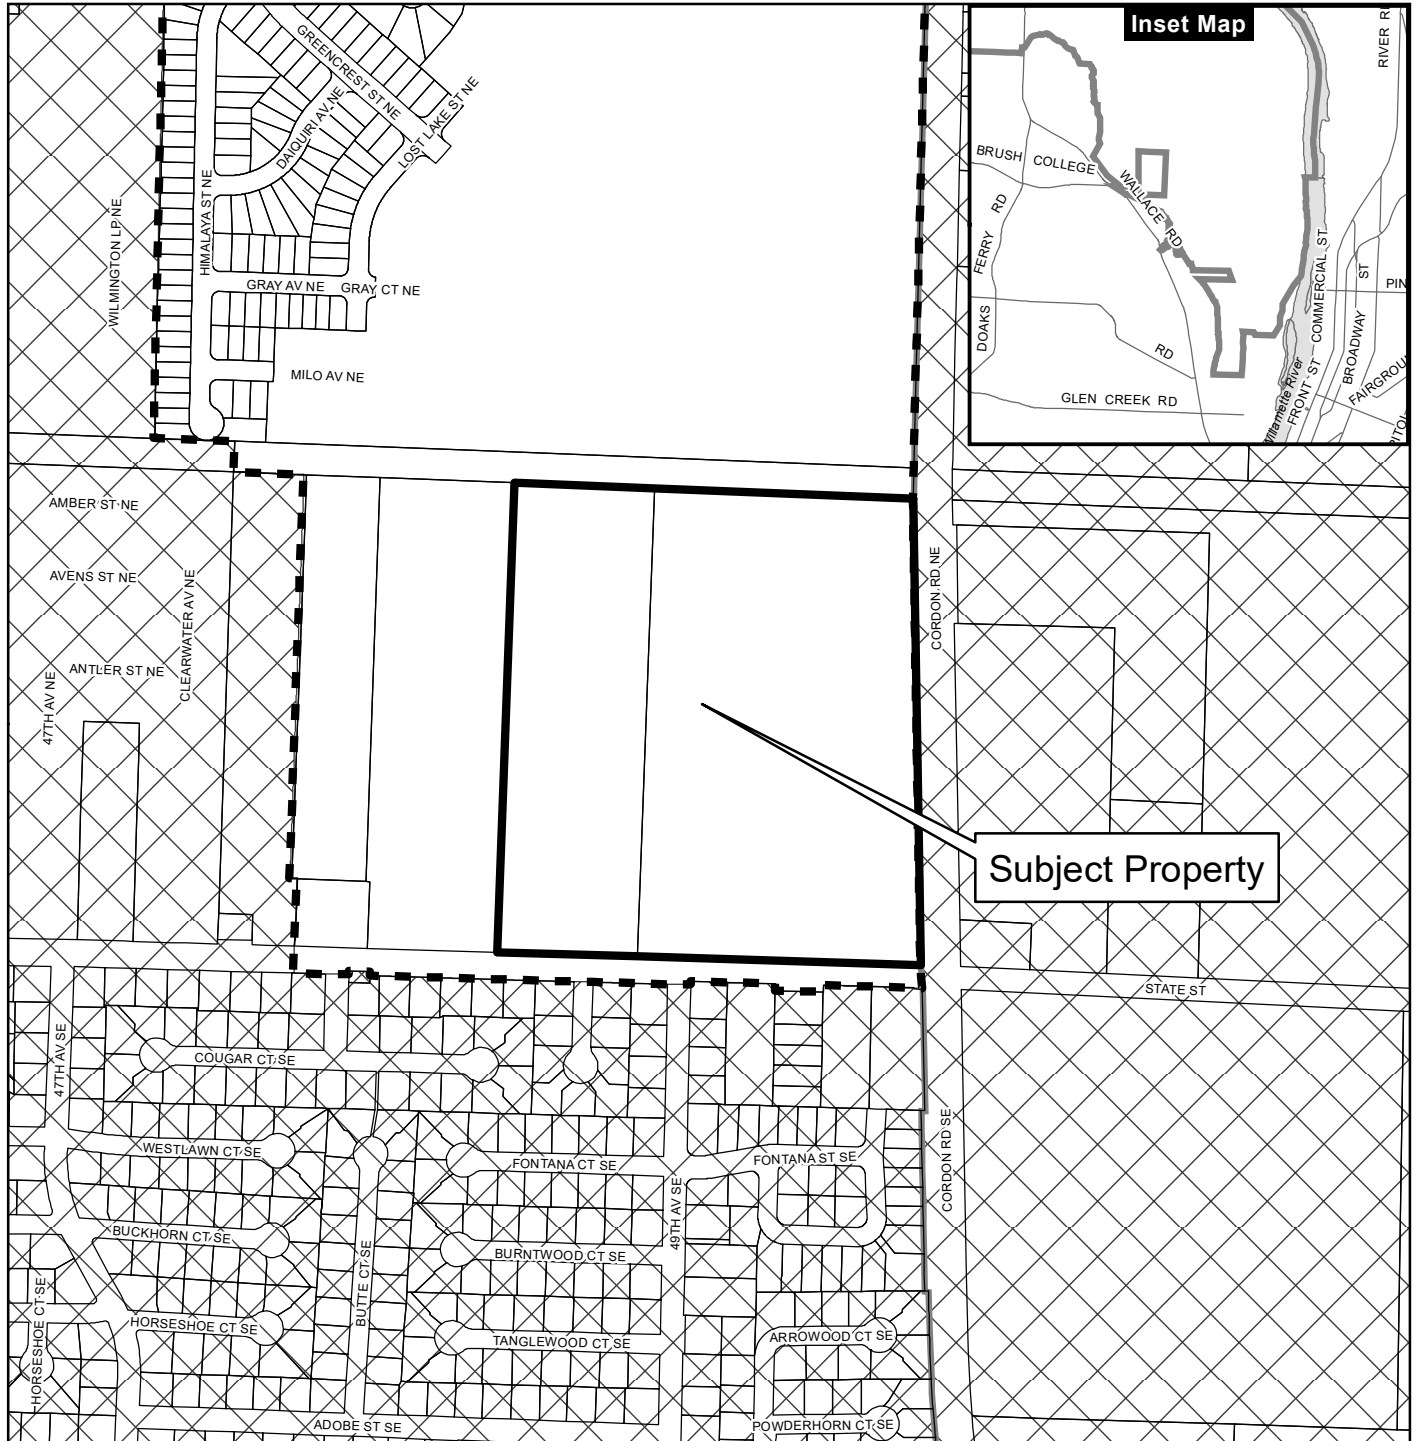 Inset Map
RIVER R
BRUSH COLLEGE
WALLACE RD
FERRY RD
DOAKS
RD
GLEN CREEK RD
Willamette River
FRONT ST
COMMERCIAL ST
BROADWAY
ST
PIN
FAIRGROU
GREENCREST ST NE
LOST LAKE ST NE
DAIQUIRI AV NE
HIMALAYA ST NE
WILMINGTON LP NE
GRAY AV NE
GRAY CT NE
MILO AV NE
AMBER ST NE
AVENS ST NE
CLEARWATER AV NE
ANTLER ST NE
47TH AV NE
CORDON RD NE
Subject Property
STATE ST
47TH AV SE
COUGAR CT SE
WESTLAWN CT SE
FONTANA CT SE
FONTANA ST SE
CORDON RD SE
49TH AV SE
BUCKHORN CT SE
BUTTE CT SE
BURNTWOOD CT SE
HORSESHOE CT SE
HORSESHOE CT SE
TANGLEWOOD CT SE
ARROWOOD CT SE
ADOBE ST SE
POWDERHORN CT SE